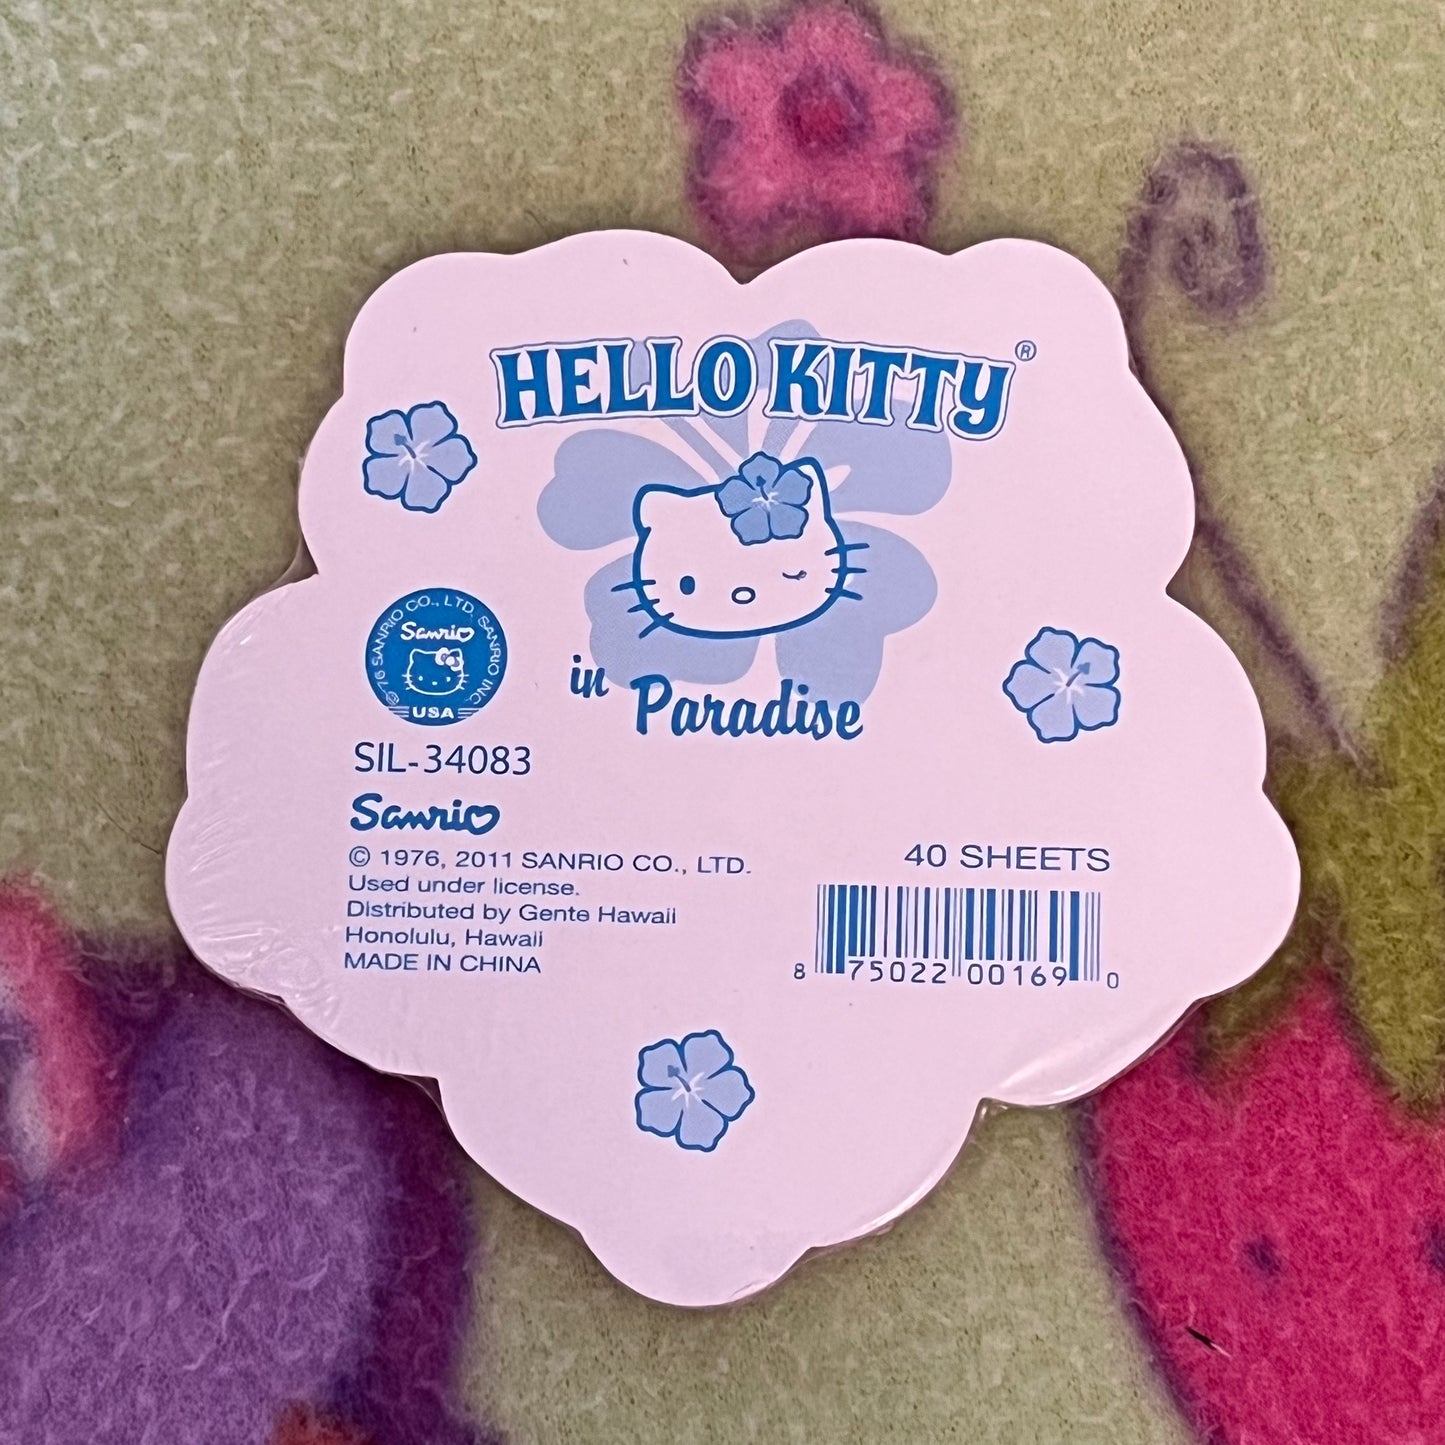 HELLO KITTY®
in Paradise
©'76 SANRIO CO., LTD. SANRIO INC.
Sanrio
USA
SIL-34083
Sanrio
© 1976, 2011 SANRIO CO., LTD.
Used under license.
Distributed by Gente Hawaii
Honolulu, Hawaii
MADE IN CHINA
40 SHEETS
8 75022 00169 0